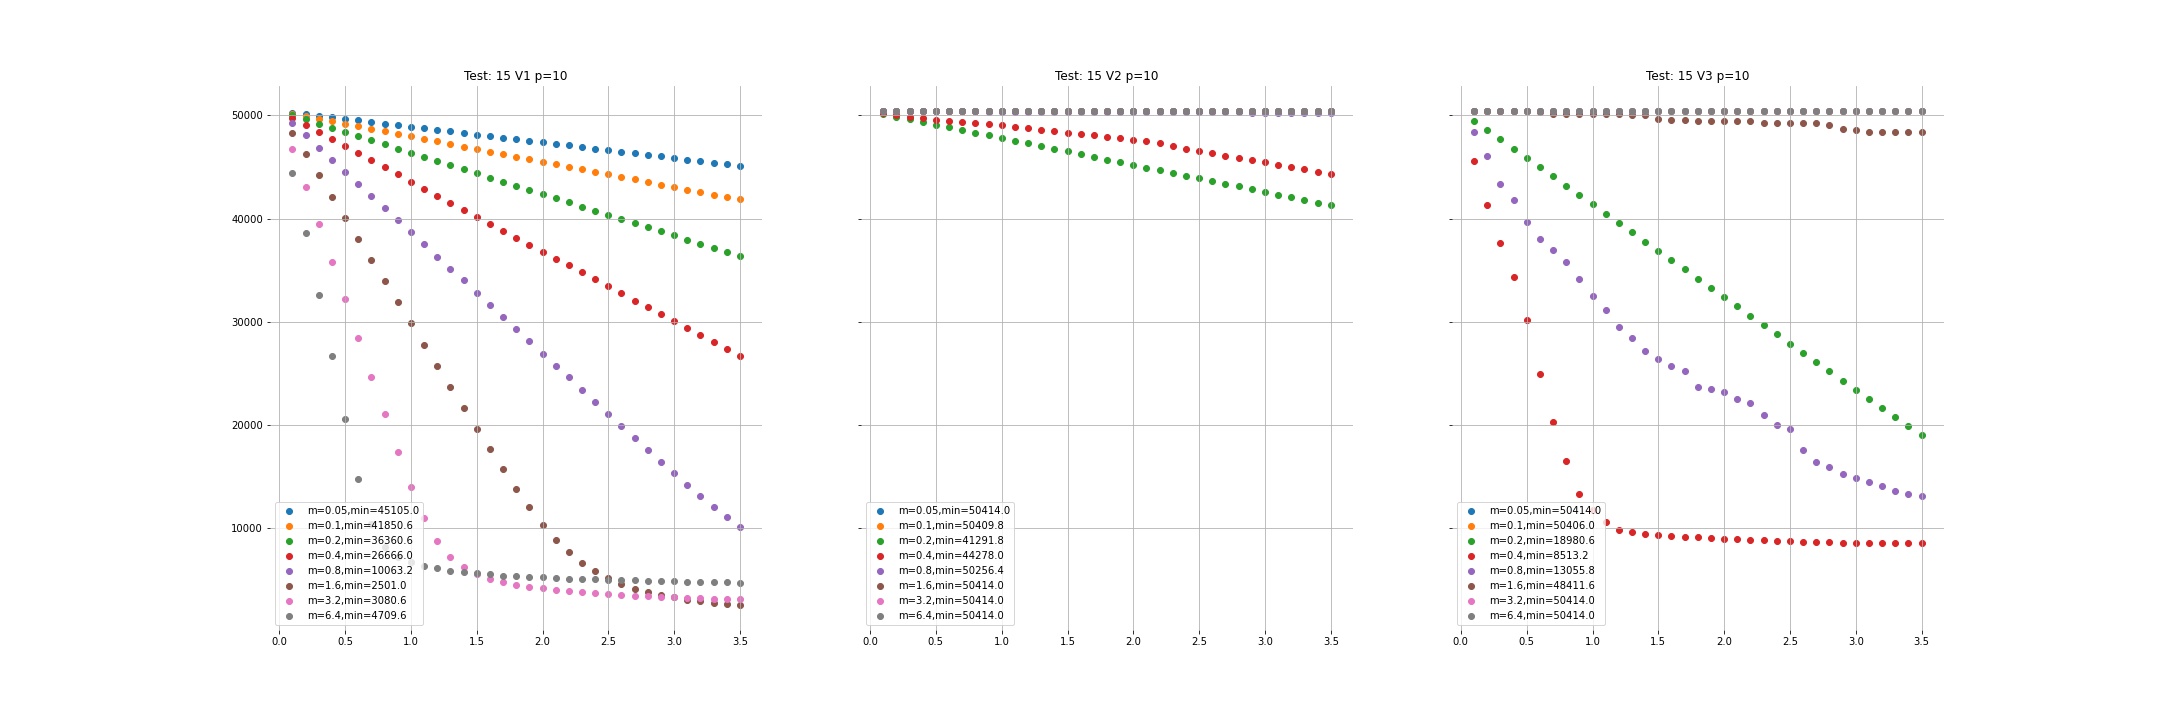 Test: 15 V1 p=10
50000
40000
30000
20000
10000
m=0.05,min=45105.0
m=0.1,min=41850.6
m=0.2,min=36360.6
m=0.4,min=26666.0
m=0.8,min=10063.2
m=1.6,min=2501.0
m=3.2,min=3080.6
m=6.4,min=4709.6
0.0 0.5 1.0 1.5 2.0 2.5 3.0 3.5
Test: 15 V2 p=10
m=0.05,min=50414.0
m=0.1,min=50409.8
m=0.2,min=41291.8
m=0.4,min=44278.0
m=0.8,min=50256.4
m=1.6,min=50414.0
m=3.2,min=50414.0
m=6.4,min=50414.0
0.0 0.5 1.0 1.5 2.0 2.5 3.0 3.5
Test: 15 V3 p=10
m=0.05,min=50414.0
m=0.1,min=50406.0
m=0.2,min=18980.6
m=0.4,min=8513.2
m=0.8,min=13055.8
m=1.6,min=48411.6
m=3.2,min=50414.0
m=6.4,min=50414.0
0.0 0.5 1.0 1.5 2.0 2.5 3.0 3.5